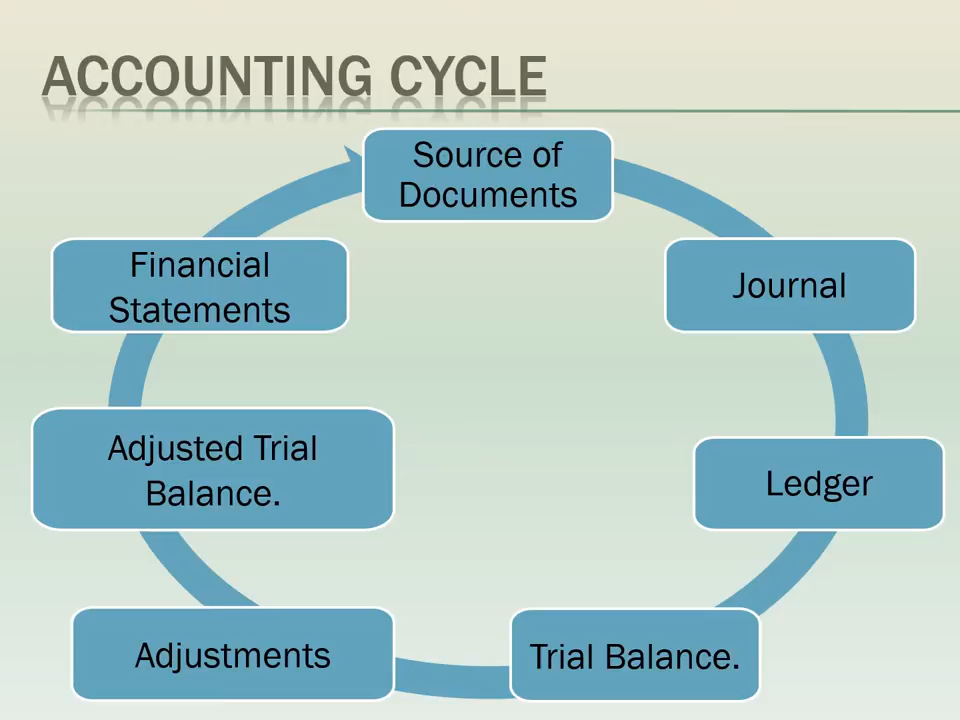 ACCOUNTING CYCLE
Source of
Documents
Journal
Ledger
Trial Balance.
Adjustments
Adjusted Trial
Balance.
Financial
Statements